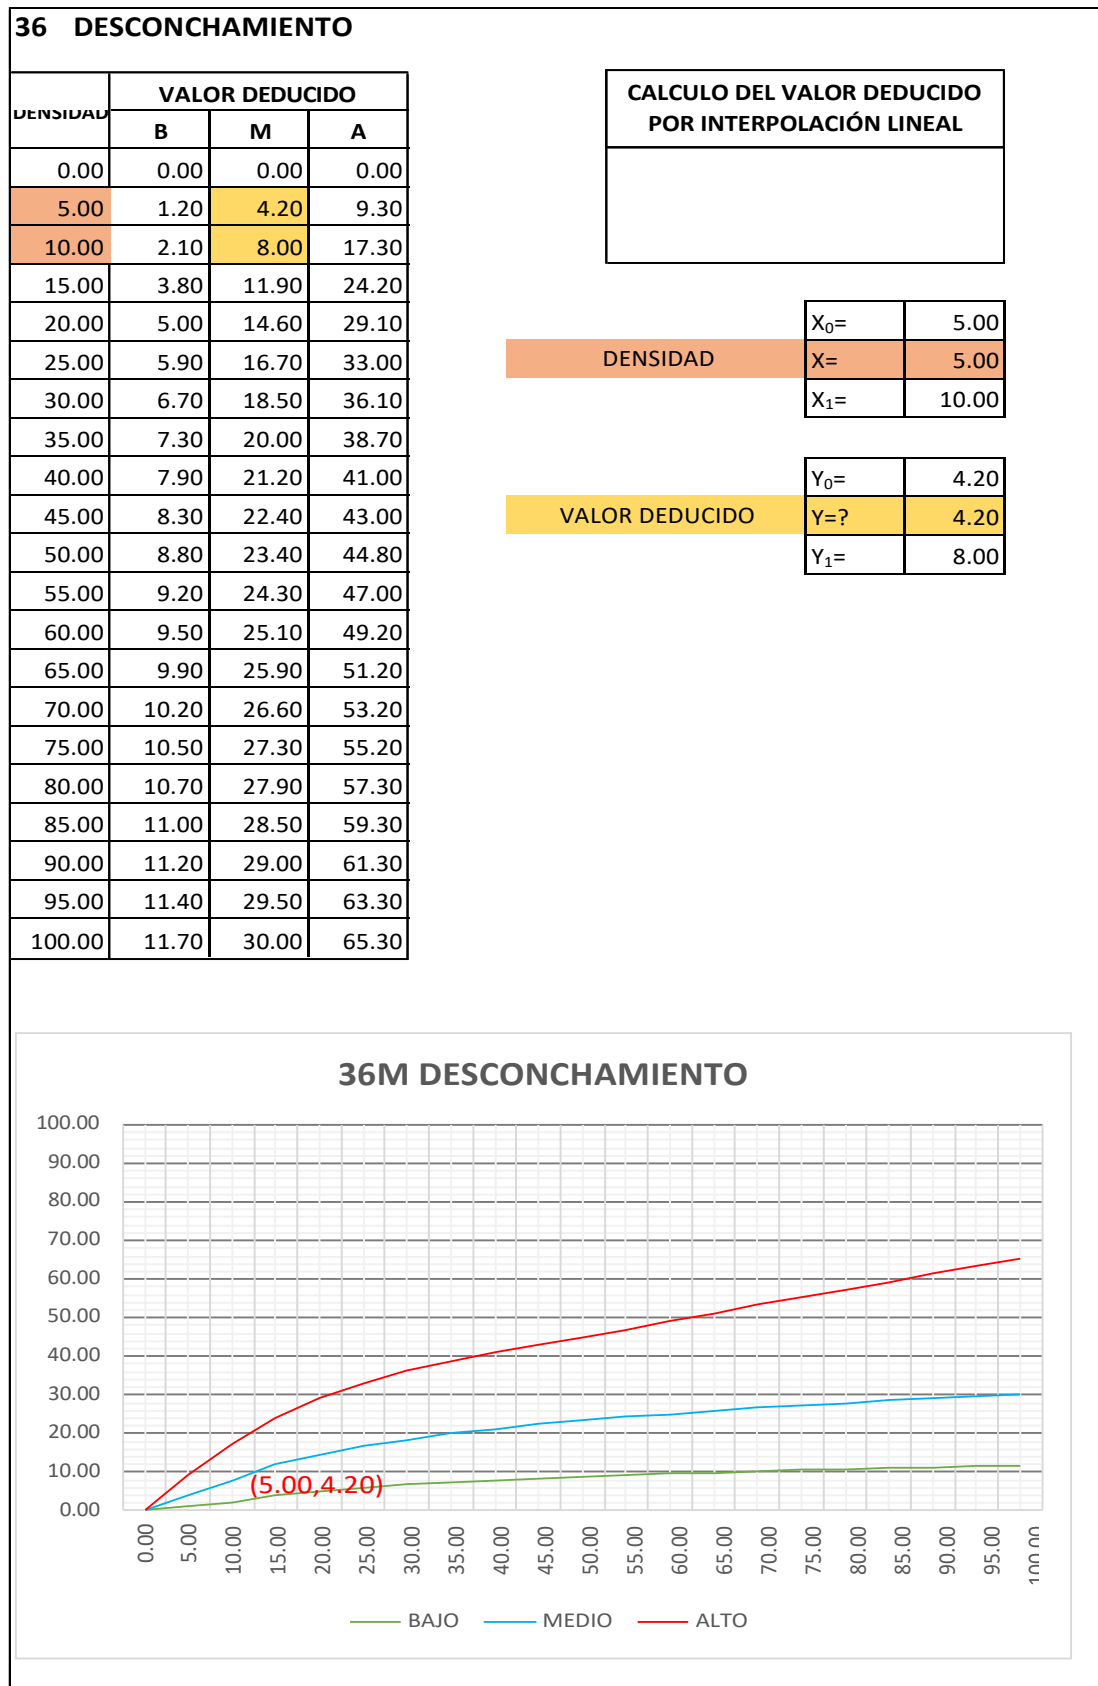 36 DESCONCHAMIENTO
DENSIDAD VALOR DEDUCIDO
B M A
0.00 0.00 0.00 0.00
5.00 1.20 4.20 9.30
10.00 2.10 8.00 17.30
15.00 3.80 11.90 24.20
20.00 5.00 14.60 29.10
25.00 5.90 16.70 33.00
30.00 6.70 18.50 36.10
35.00 7.30 20.00 38.70
40.00 7.90 21.20 41.00
45.00 8.30 22.40 43.00
50.00 8.80 23.40 44.80
55.00 9.20 24.30 47.00
60.00 9.50 25.10 49.20
65.00 9.90 25.90 51.20
70.00 10.20 26.60 53.20
75.00 10.50 27.30 55.20
80.00 10.70 27.90 57.30
85.00 11.00 28.50 59.30
90.00 11.20 29.00 61.30
95.00 11.40 29.50 63.30
100.00 11.70 30.00 65.30
CALCULO DEL VALOR DEDUCIDO
POR INTERPOLACIÓN LINEAL
X₀= 5.00
DENSIDAD X= 5.00
X₁= 10.00
Y₀= 4.20
VALOR DEDUCIDO Y=? 4.20
Y₁= 8.00
36M DESCONCHAMIENTO
100.00
90.00
80.00
70.00
60.00
50.00
40.00
30.00
20.00
10.00
0.00
(5.00,4.20)
0.00 5.00 10.00 15.00 20.00 25.00 30.00 35.00 40.00 45.00 50.00 55.00 60.00 65.00 70.00 75.00 80.00 85.00 90.00 95.00 100.00
BAJO MEDIO ALTO